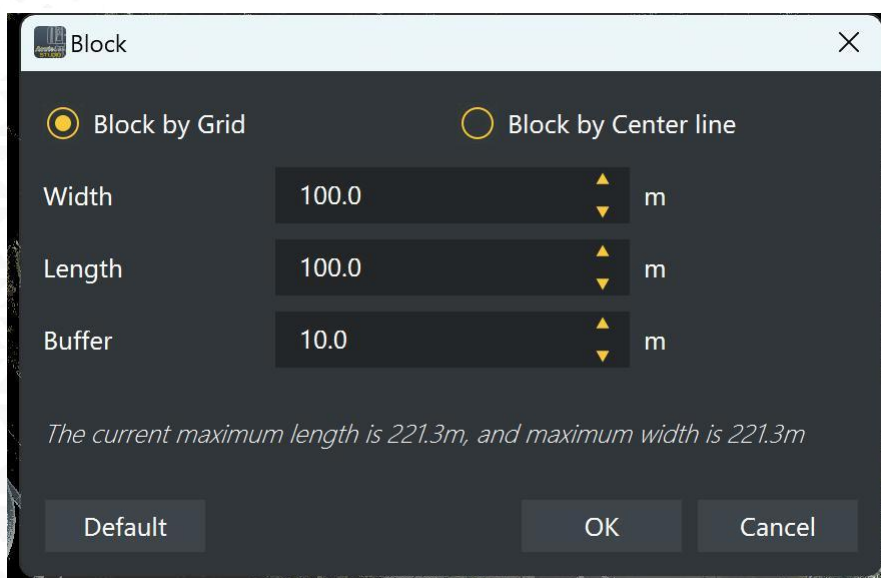 Block
Block by Grid Block by Center line
Width 100.0 m
Length 100.0 m
Buffer 10.0 m
The current maximum length is 221.3m, and maximum width is 221.3m
Default OK Cancel